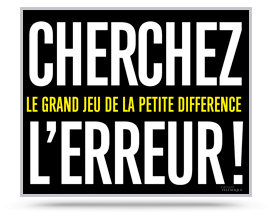 CHERCHEZ
LE GRAND JEU DE LA PETITE DIFFERENCE
L'ERREUR !